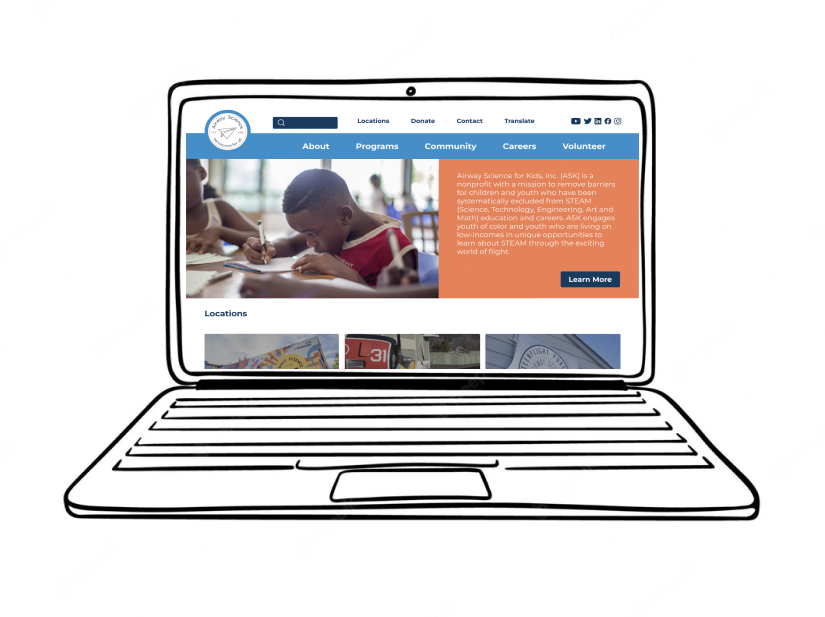 Airway Science
Locations
Donate
Contact
Translate
About
Programs
Community
Careers
Volunteer
Airway Science for Kids, Inc. (ASK) is a
nonprofit with a mission to remove barriers
for children and youth who have been
systematically excluded from STEAM
(Science, Technology, Engineering, Art and
Math) education and careers. ASK engages
youth of color and youth who are living on
low-incomes in unique opportunities to
learn about STEAM through the exciting
world of flight.
Learn More
Locations
L 31